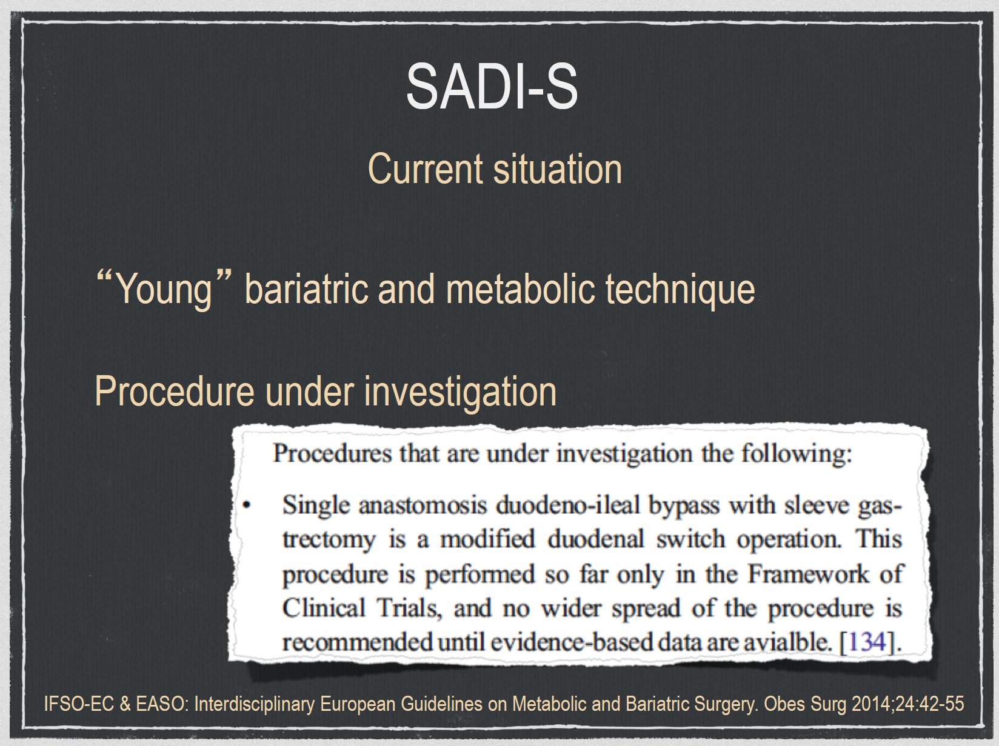 SADI-S
Current situation
“Young” bariatric and metabolic technique
Procedure under investigation
Procedures that are under investigation the following:
• Single anastomosis duodeno-ileal bypass with sleeve gas-
trectomy is a modified duodenal switch operation. This
procedure is performed so far only in the Framework of
Clinical Trials, and no wider spread of the procedure is
recommended until evidence-based data are avialble. [134].
IFSO-EC & EASO: Interdisciplinary European Guidelines on Metabolic and Bariatric Surgery. Obes Surg 2014;24:42-55